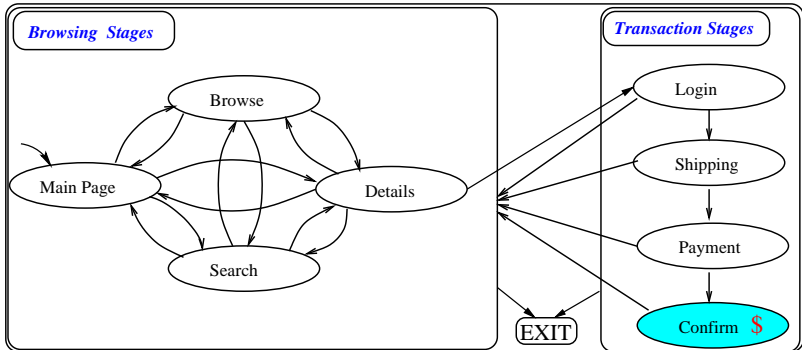 Browsing Stages
Transaction Stages
Browse
Login
Main Page
Details
Shipping
Search
Payment
EXIT
Confirm $